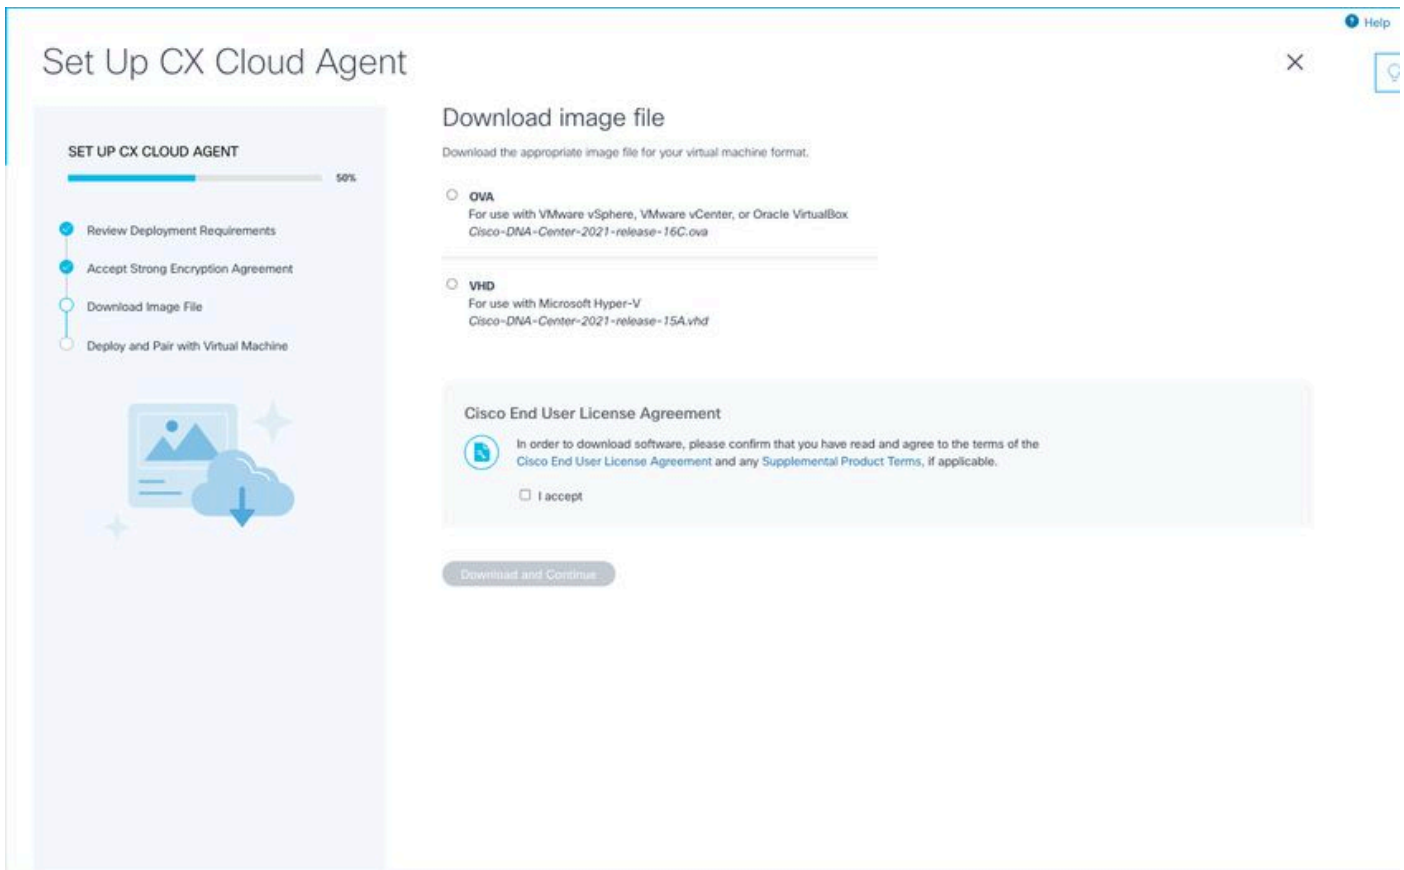 Help
Set Up CX Cloud Agent
SET UP CX CLOUD AGENT
50%
Review Deployment Requirements
Accept Strong Encryption Agreement
Download Image File
Deploy and Pair with Virtual Machine
Download image file
Download the appropriate image file for your virtual machine format.
OVA
For use with VMware vSphere, VMware vCenter, or Oracle VirtualBox
Cisco-DNA-Center-2021-release-16C.ova
VHD
For use with Microsoft Hyper-V
Cisco-DNA-Center-2021-release-15A.vhd
Cisco End User License Agreement
In order to download software, please confirm that you have read and agree to the terms of the
Cisco End User License Agreement and any Supplemental Product Terms, if applicable.
I accept
Download and Continue